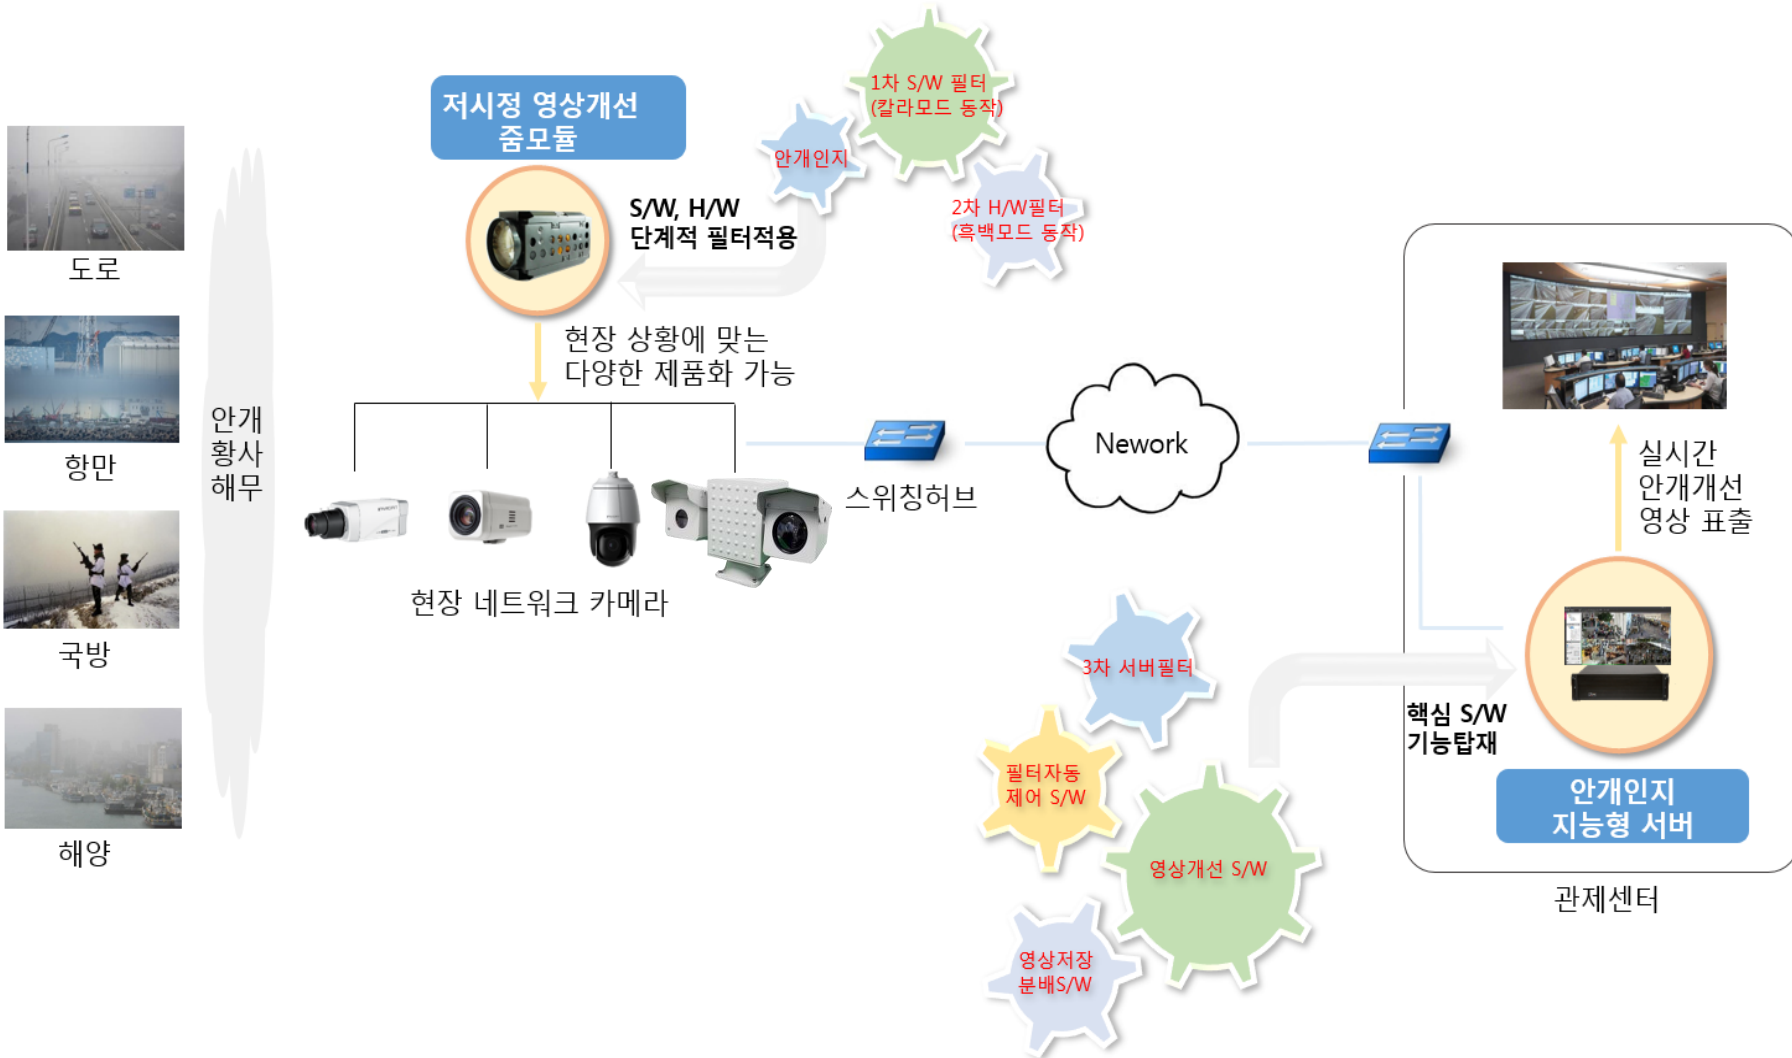 도로
항만
국방
해양
안개
황사
해무
저시정 영상개선
줌모듈
S/W, H/W
단계적 필터적용
안개인지
1차 S/W 필터
(칼라모드 동작)
2차 H/W필터
(흑백모드 동작)
현장 상황에 맞는
다양한 제품화 가능
현장 네트워크 카메라
스위칭허브
Nework
실시간
안개개선
영상 표출
3차 서버필터
필터자동
제어 S/W
영상개선 S/W
영상저장
분배S/W
핵심 S/W
기능탑재
안개인지
지능형 서버
관제센터